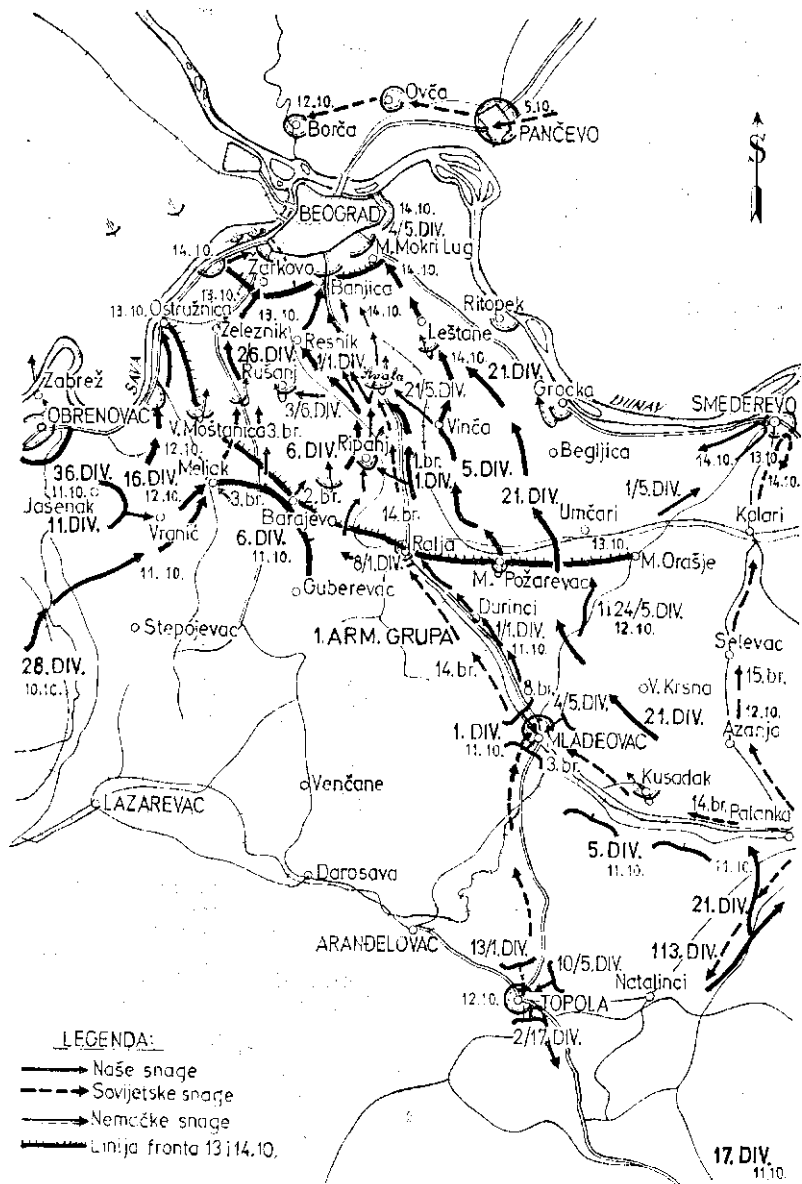 12.10.
Ovča
5.10.
Borča
PANČEVO
S
BEOGRAD
14.10.
4/5.DIV.
M.Mokri Lug
14.10.
14.10.
Žarkovo
Banjica
13.10.
Ostružnica
13.10.
13.10.
14.10.
Ritopek
Železnik
Resnik
Leštane
26.DIV.
1/1.DIV.
Avala
14.10.
21.DIV.
Rušanj
Zabrež
SAVA
3/6.DIV.
21/5.DIV.
Grocka
DUNAV
SMEDEREVO
OBRENOVAC
V.Moštanica
3.br.
6.DIV.
Ripanj
Vinča
Begljica
14.10.
13.10.
14.10.
12.10.
36.DIV.
16.DIV.
Meljak
1.br.
1.DIV.
5.DIV.
11.10.
12.10.
Jasenak
3.br.
2.br.
21.DIV.
1/5.DIV.
11.DIV.
Vranić
Barajeva
14.br.
Umčari
Kolari
6.DIV.
11.10.
Ralja
13.10.
11.10.
8/1.DIV.
M.Orašje
Guberevac
M. Požarevac
Durinci
1 i 24/5.DIV.
12.10.
Stepojevac
1.ARM. GRUPA
1/1.DIV.
11.10.
Selevac
28.DIV.
10.10.
14.br.
15.br.
8.br.
V. Krsna
4/5.DIV.
21.DIV.
12.10.
1.DIV.
11.10.
MLADEOVAC
Azanja
3.br.
Kusadak
Venčane
LAZAREVAC
14.br.
Palanka
5.DIV.
11.10.
11.10.
Darosava
21.DIV.
ARANĐELOVAC
13/1.DIV.
10/5.DIV.
113.DIV.
Natalinci
12.10.
TOPOLA
2/17.DIV.
LEGENDA:
Naše snage
Sovijetske snage
Nemačke snage
Linija fronta 13 i 14.10.
17. DIV.
11.10.